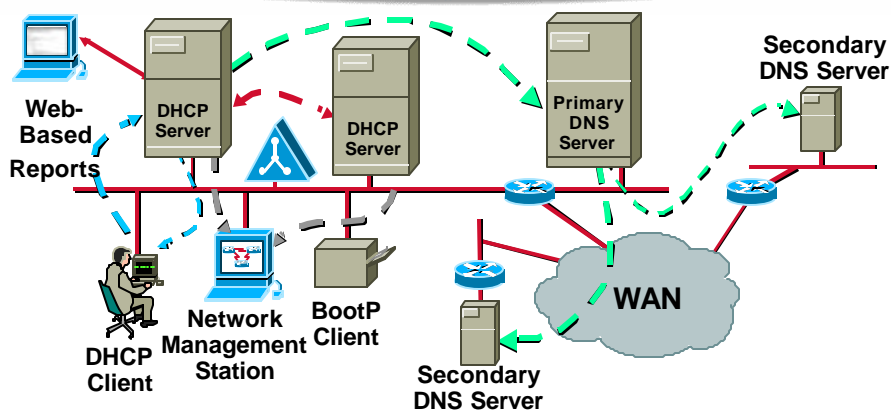 Secondary
DNS Server
DHCP
Server
Primary
DNS
Server
Web-
Based
Reports
DHCP
Server
WAN
BootP
Client
Network
Management
Station
DHCP
Client
Secondary
DNS Server